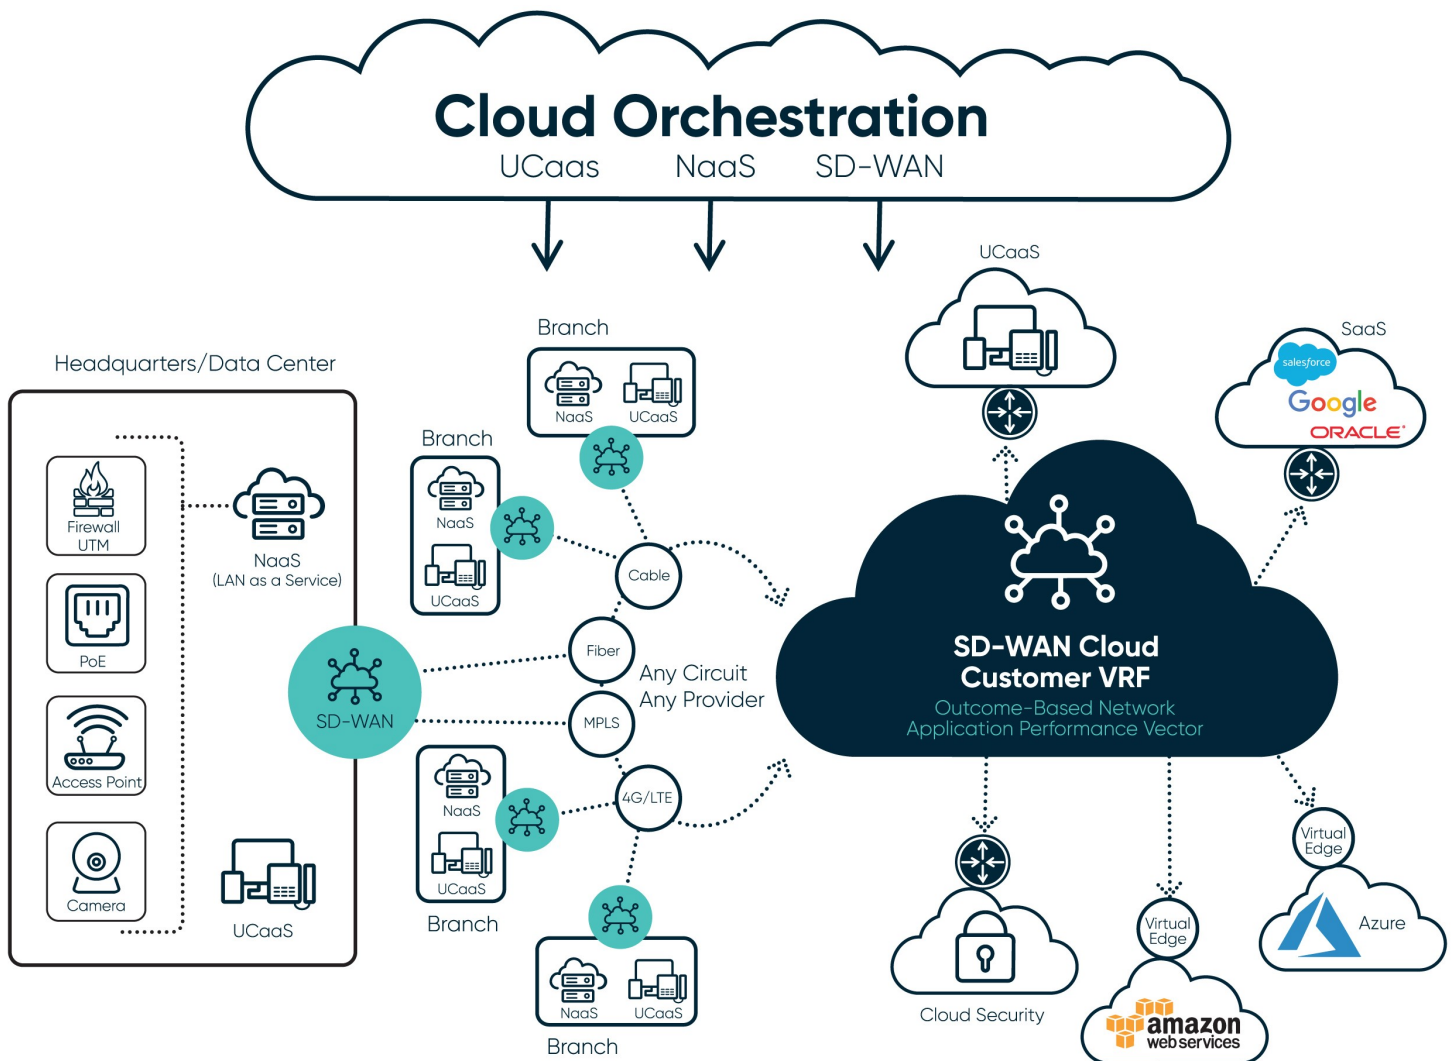 Cloud Orchestration
UCaas NaaS SD-WAN
UCaaS
SaaS
salesforce
Google
ORACLE
Headquarters/Data Center
Firewall
UTM
PoE
Access Point
Camera
NaaS
(LAN as a Service)
UCaaS
SD-WAN
Branch
NaaS UCaaS
Branch
NaaS
UCaaS
Cable
Fiber
MPLS
4G/LTE
Any Circuit
Any Provider
NaaS
UCaaS
Branch
NaaS UCaaS
Branch
SD-WAN Cloud
Customer VRF
Outcome-Based Network
Application Performance Vector
Cloud Security
Virtual
Edge
amazon
webservices
Virtual
Edge
Azure